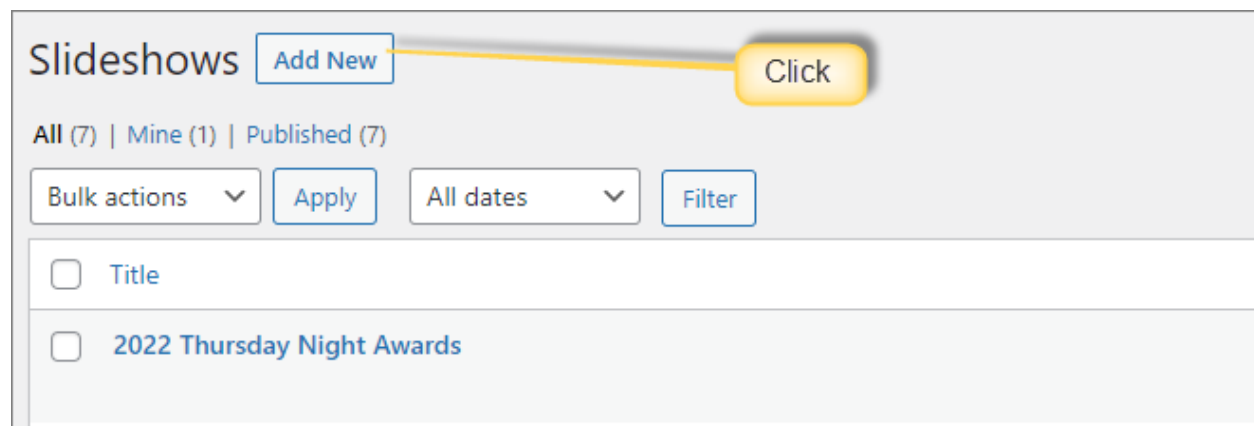 Slideshows Add New Click
All (7) | Mine (1) | Published (7)
Bulk actions Apply All dates Filter
Title
2022 Thursday Night Awards